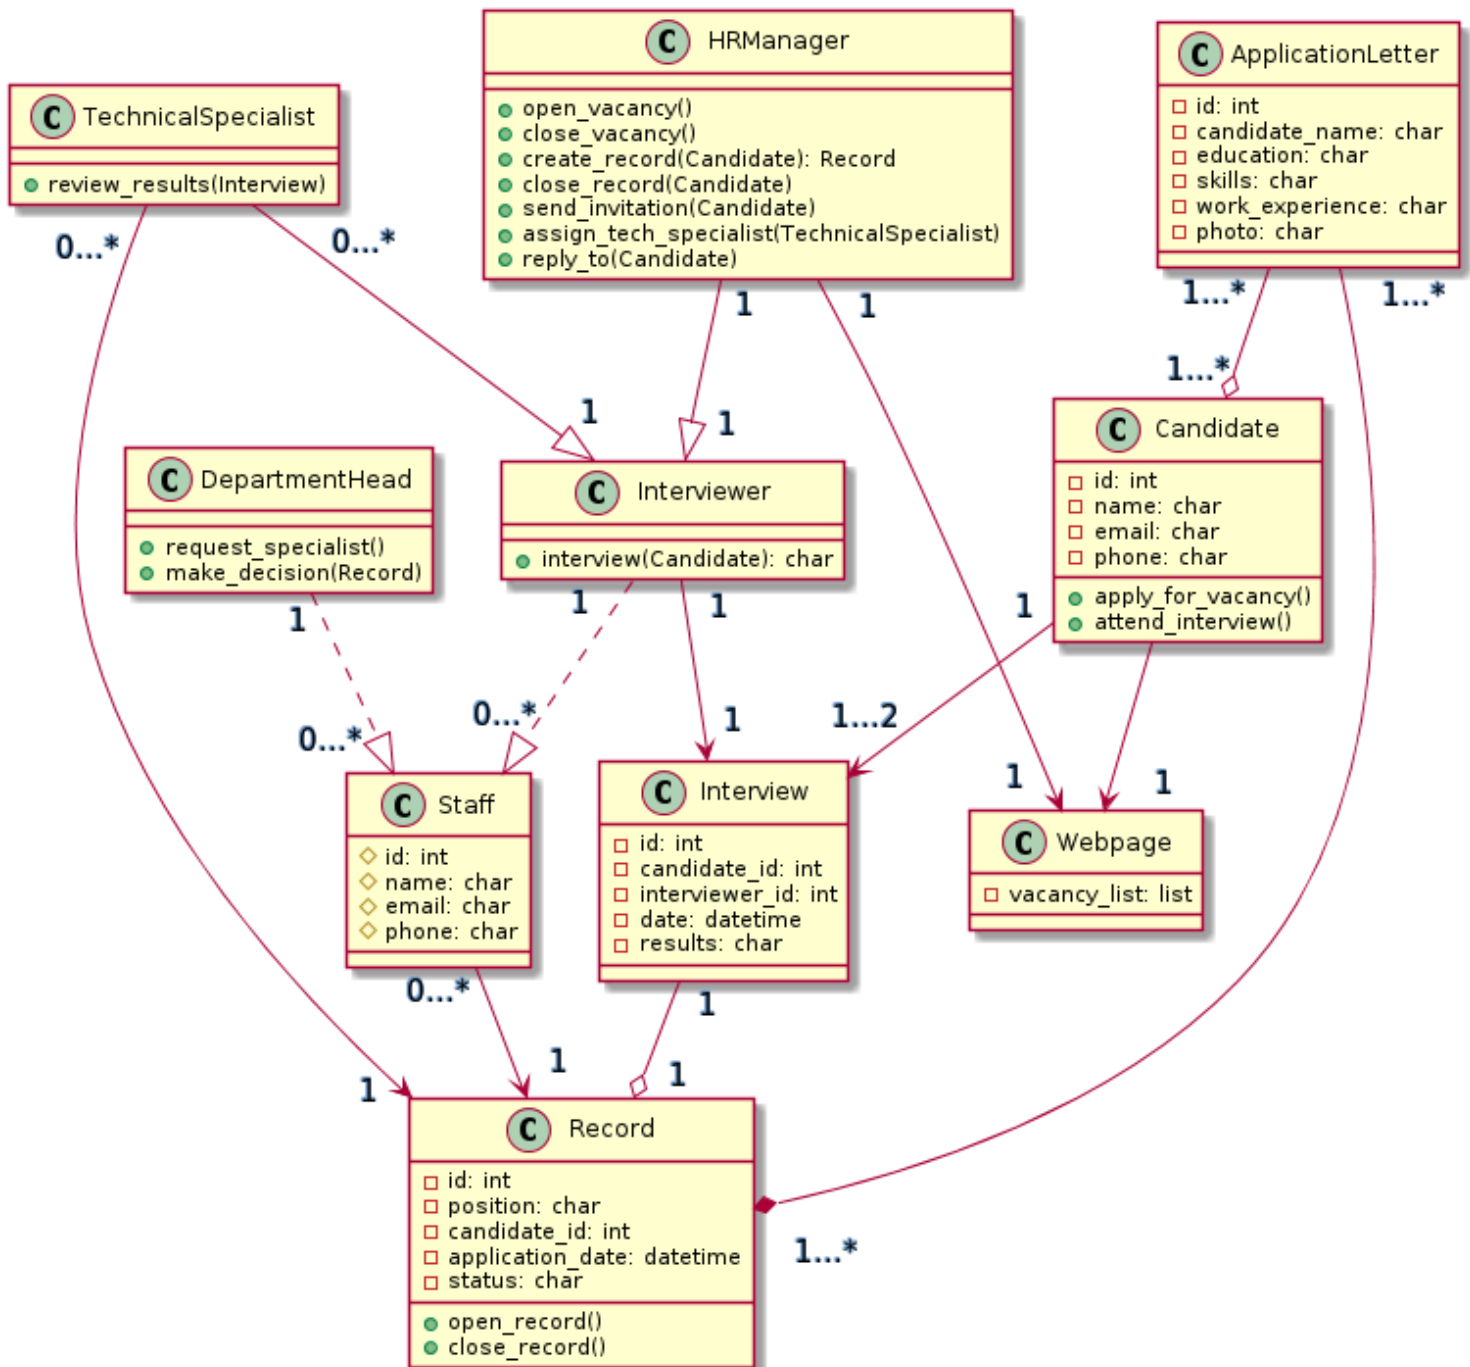 C HRManager
open_vacancy()
close_vacancy()
create_record(Candidate): Record
close_record(Candidate)
send_invitation(Candidate)
assign_tech_specialist(TechnicalSpecialist)
reply_to(Candidate)
C ApplicationLetter
id: int
candidate_name: char
education: char
skills: char
work_experience: char
photo: char
C TechnicalSpecialist
review_results(Interview)
0...*
0...*
1
1
1...*
1...*
1...*
1
1
C Candidate
id: int
name: char
email: char
phone: char
apply_for_vacancy()
attend_interview()
C DepartmentHead
request_specialist()
make_decision(Record)
C Interviewer
interview(Candidate): char
1
1
1
1
0...*
0...*
1
1...2
1
1
C Staff
id: int
name: char
email: char
phone: char
C Interview
id: int
candidate_id: int
interviewer_id: int
date: datetime
results: char
C Webpage
vacancy_list: list
0...*
1
1
1
1
C Record
id: int
position: char
candidate_id: int
application_date: datetime
status: char
open_record()
close_record()
1...*